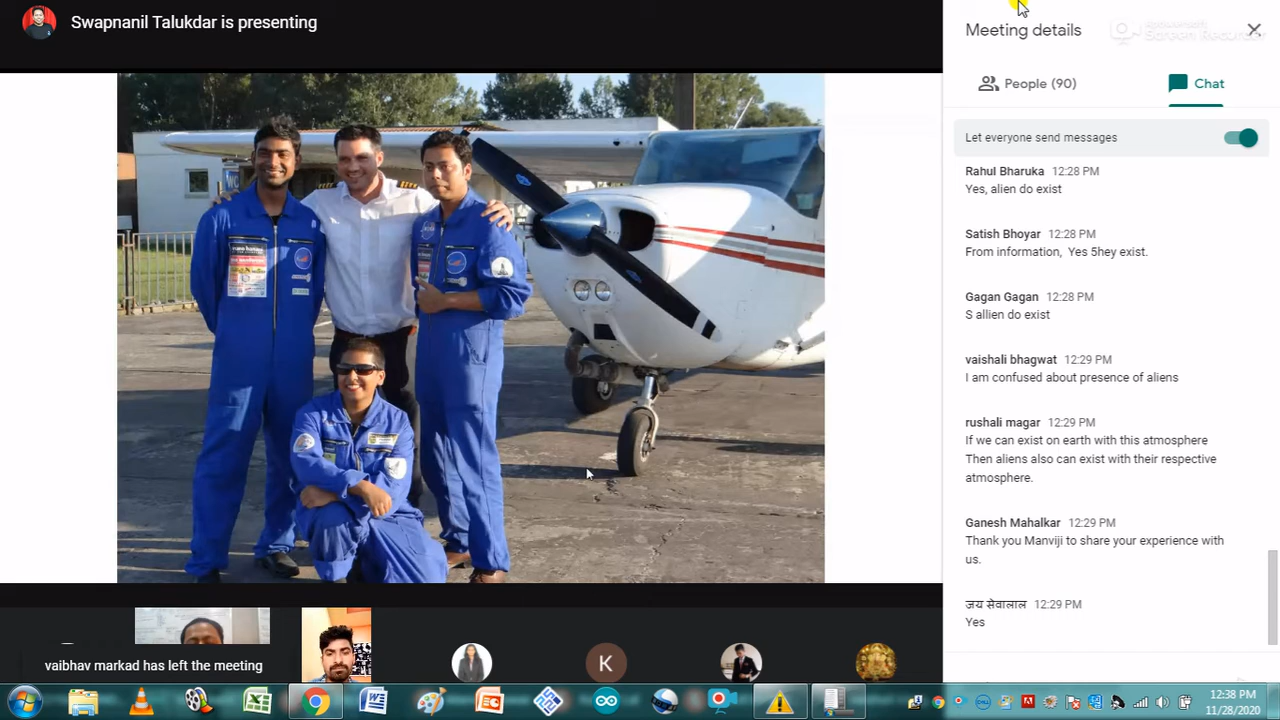 Swapnanil Talukdar is presenting
Meeting details
Screen Recorder
People (90)
Chat
Let everyone send messages
Rahul Bharuka 12:28 PM
Yes, alien do exist
Satish Bhoyar 12:28 PM
From information, Yes 5hey exist.
Gagan Gagan 12:28 PM
S allien do exist
vaishali bhagwat 12:29 PM
I am confused about presence of aliens
rushali magar 12:29 PM
If we can exist on earth with this atmosphere
Then aliens also can exist with their respective
atmosphere.
Ganesh Mahalkar 12:29 PM
Thank you Manviji to share your experience with
us.
जय सेवालाल 12:29 PM
Yes
K
vaibhav markad has left the meeting
12:38 PM
11/28/2020